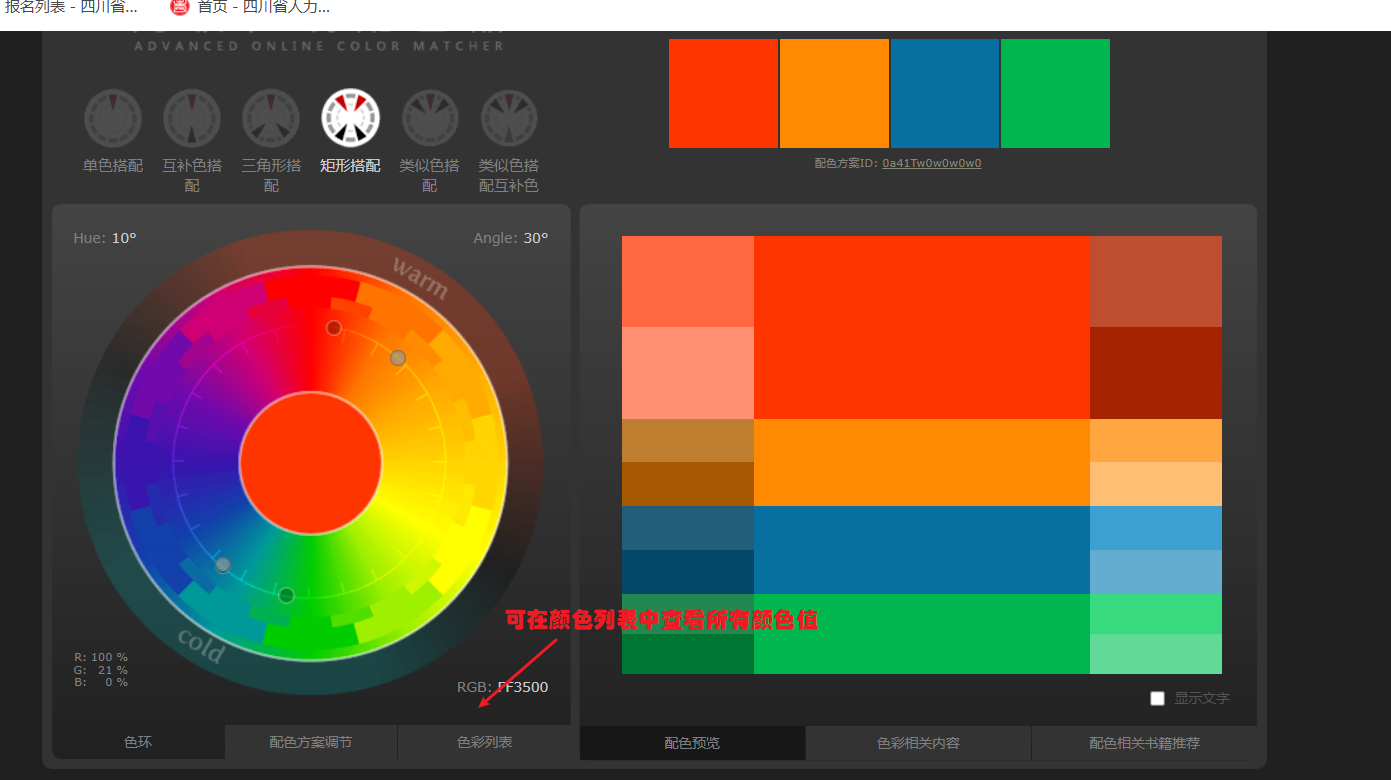 报名列表 - 四川省...
首页 - 四川省人力...
ADVANCED ONLINE COLOR MATCHER
单色搭配
互补色搭
配
三角形搭
配
矩形搭配
类似色搭
配
类似色搭
配互补色
配色方案ID: 0a41Tw0w0w0w0
Hue: 10°
Angle: 30°
warm
cold
R: 100 %
G: 21 %
B: 0 %
RGB: FF3500
可在颜色列表中查看所有颜色值
显示文字
色环
配色方案调节
色彩列表
配色预览
色彩相关内容
配色相关书籍推荐